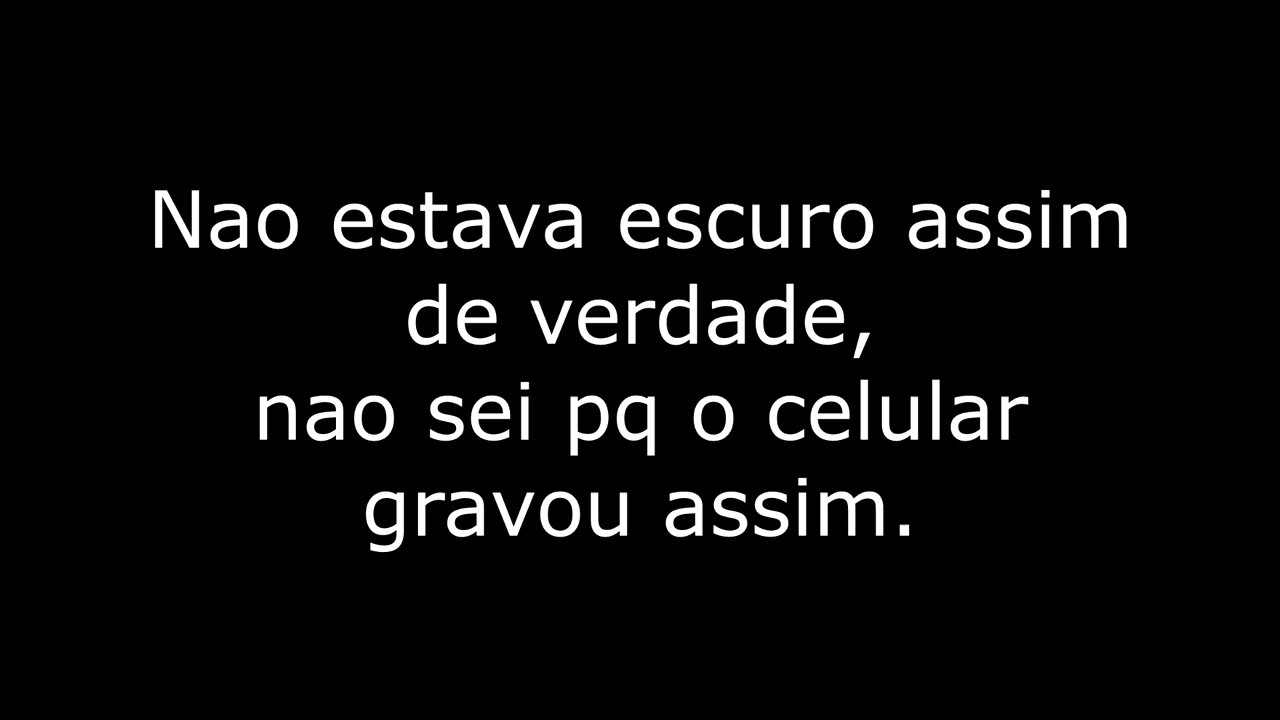 Nao estava escuro assim
de verdade,
nao sei pq o celular
gravou assim.